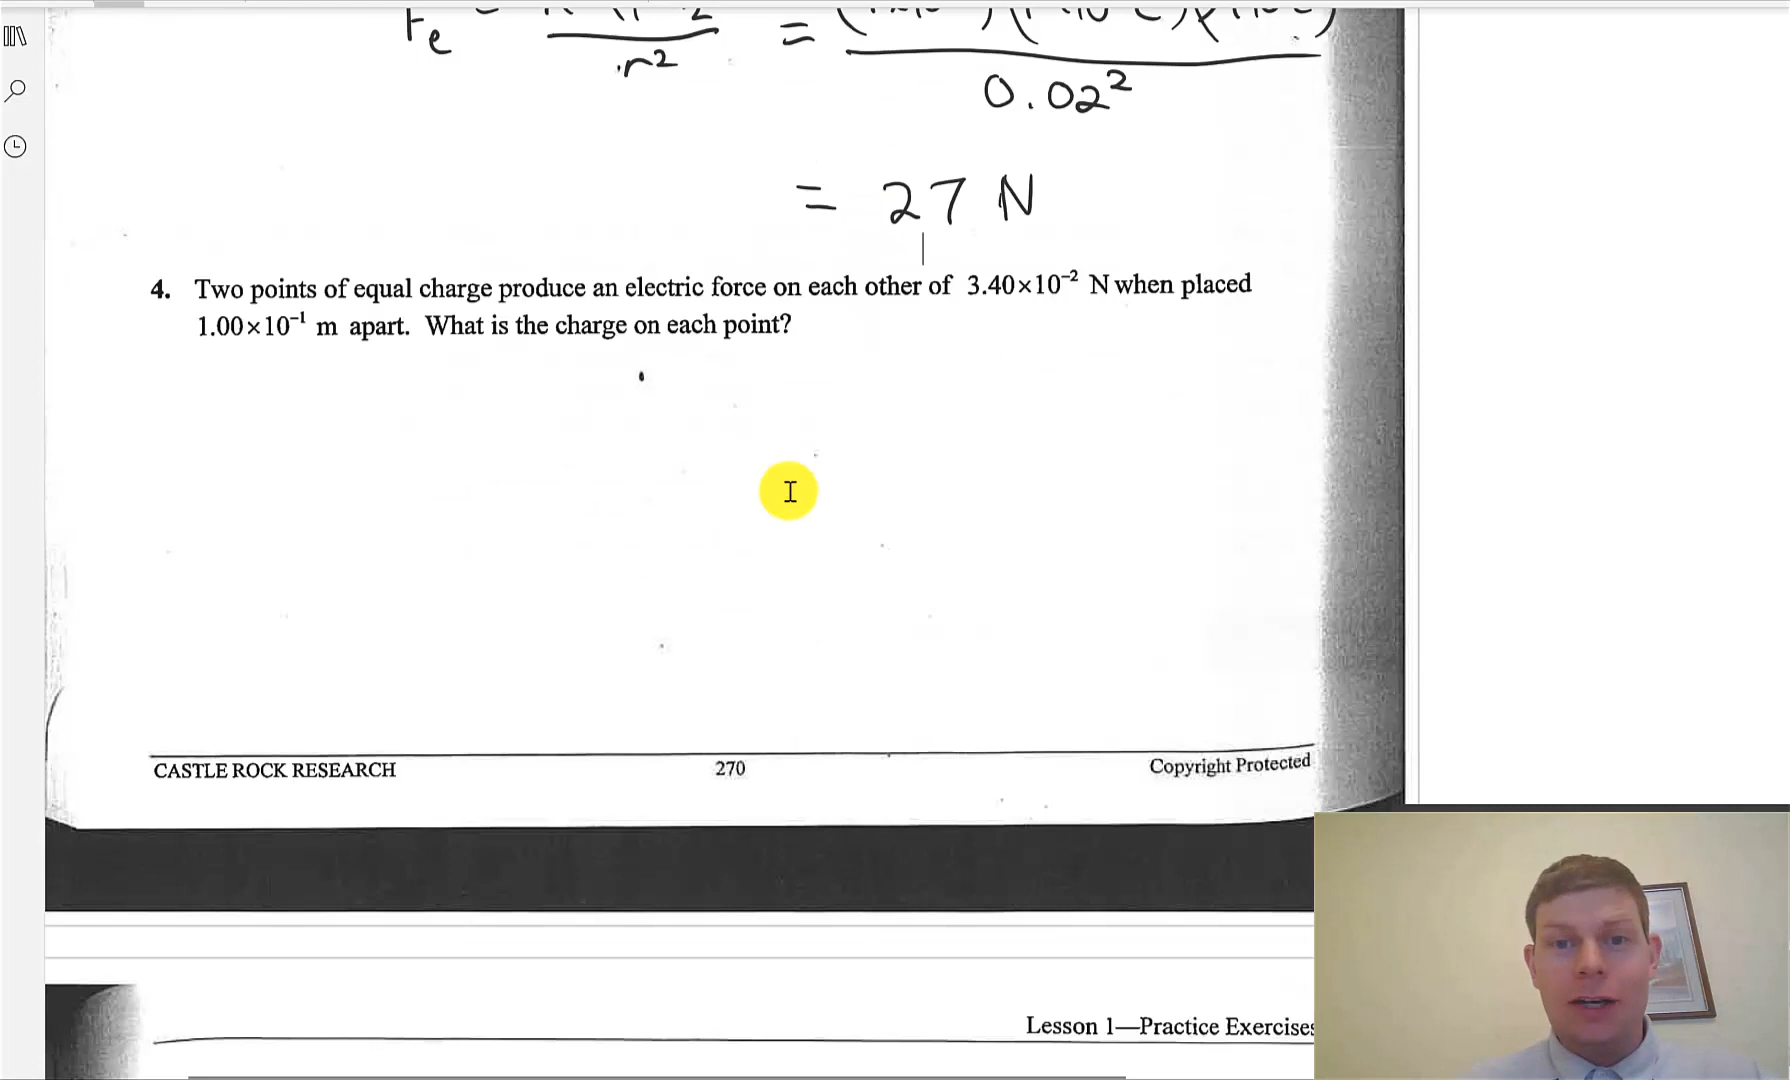 Fe = / r² = / 0.02²
= 27 N
4. Two points of equal charge produce an electric force on each other of 3.40×10⁻² N when placed
1.00×10⁻¹ m apart. What is the charge on each point?
CASTLE ROCK RESEARCH 270 Copyright Protected
Lesson 1—Practice Exercises